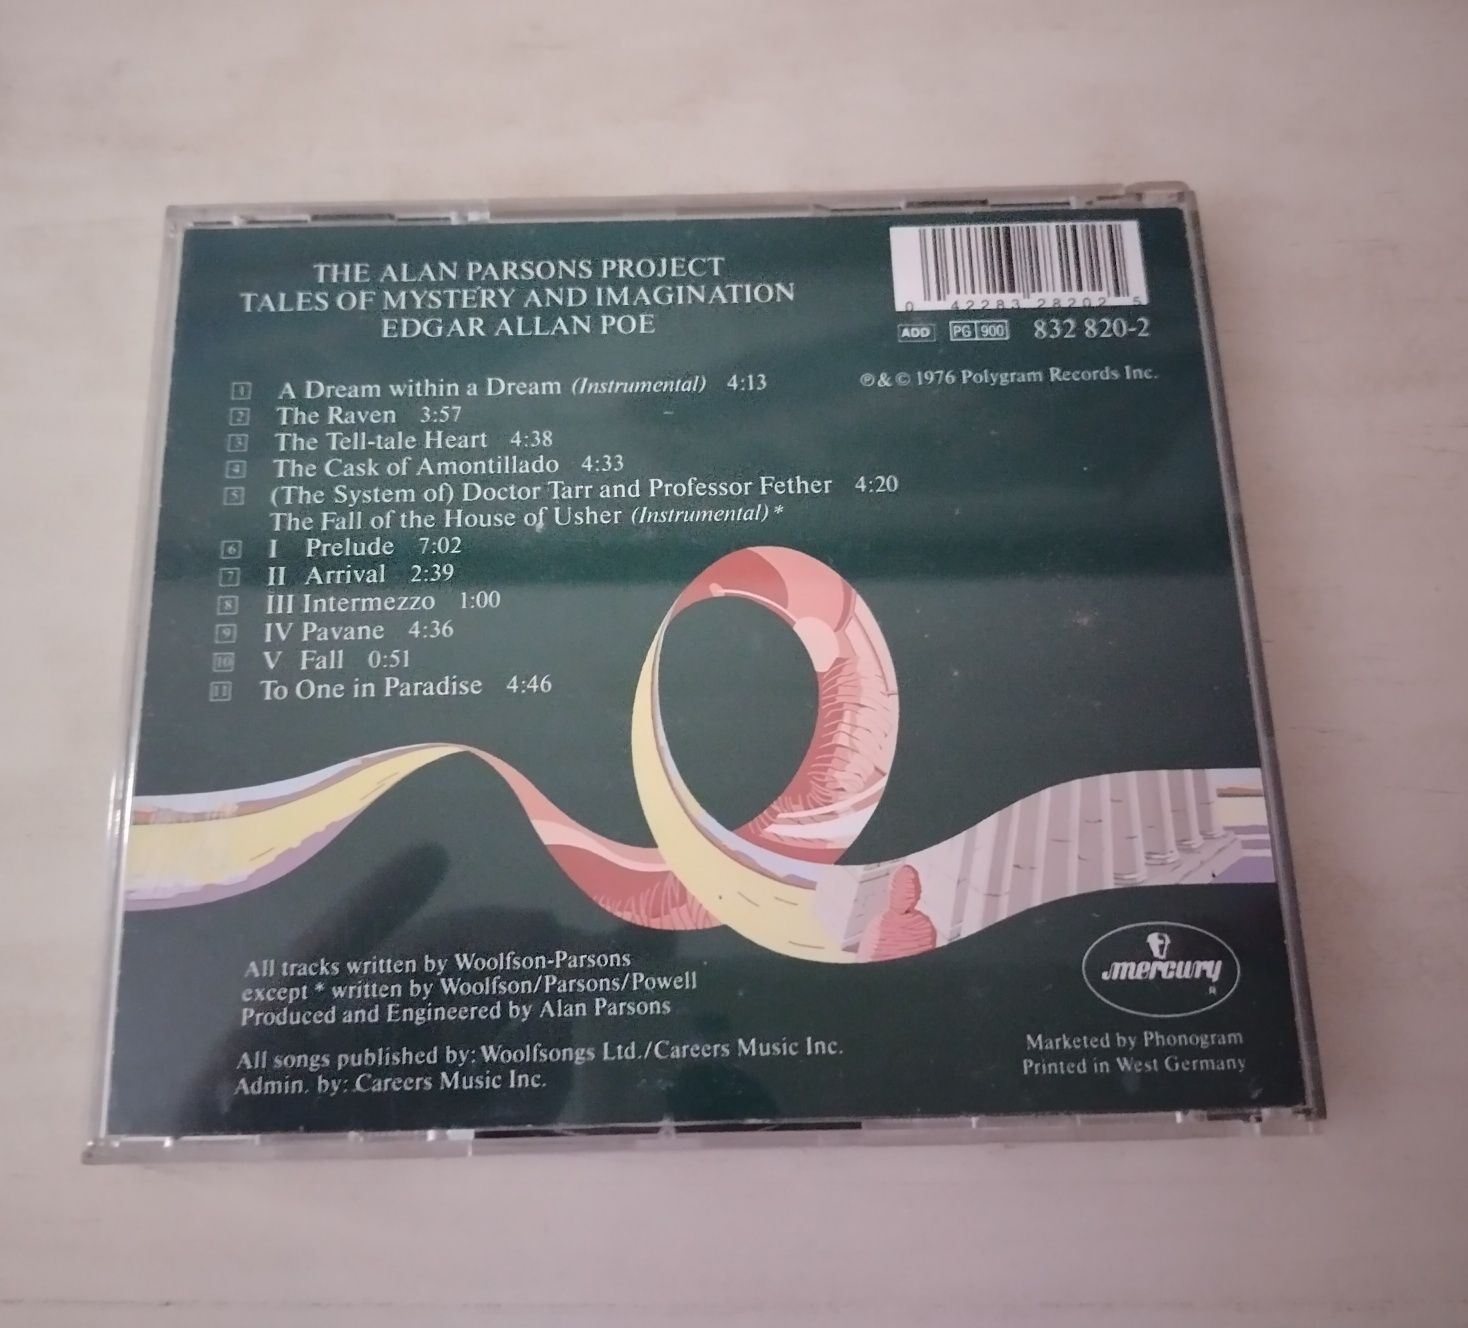 THE ALAN PARSONS PROJECT
TALES OF MYSTERY AND IMAGINATION
EDGAR ALLAN POE
0 42283 28202 5
ADD PG 900 832 820-2
℗&© 1976 Polygram Records Inc.
1 A Dream within a Dream (Instrumental) 4:13
2 The Raven 3:57
3 The Tell-tale Heart 4:38
4 The Cask of Amontillado 4:33
5 (The System of) Doctor Tarr and Professor Fether 4:20
The Fall of the House of Usher (Instrumental)*
6 I Prelude 7:02
7 II Arrival 2:39
8 III Intermezzo 1:00
9 IV Pavane 4:36
10 V Fall 0:51
11 To One in Paradise 4:46
All tracks written by Woolfson-Parsons
except * written by Woolfson/Parsons/Powell
Produced and Engineered by Alan Parsons
All songs published by: Woolfsongs Ltd./Careers Music Inc.
Admin. by: Careers Music Inc.
mercury
R
Marketed by Phonogram
Printed in West Germany